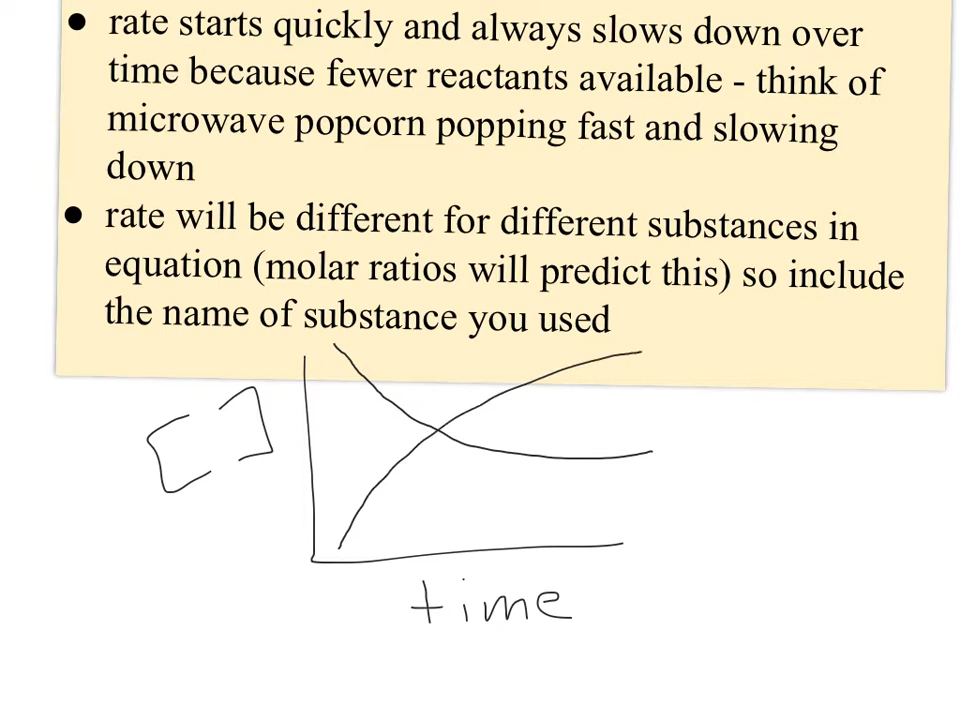 ● rate starts quickly and always slows down over
time because fewer reactants available - think of
microwave popcorn popping fast and slowing
down
● rate will be different for different substances in
equation (molar ratios will predict this) so include
the name of substance you used
[ ]
time